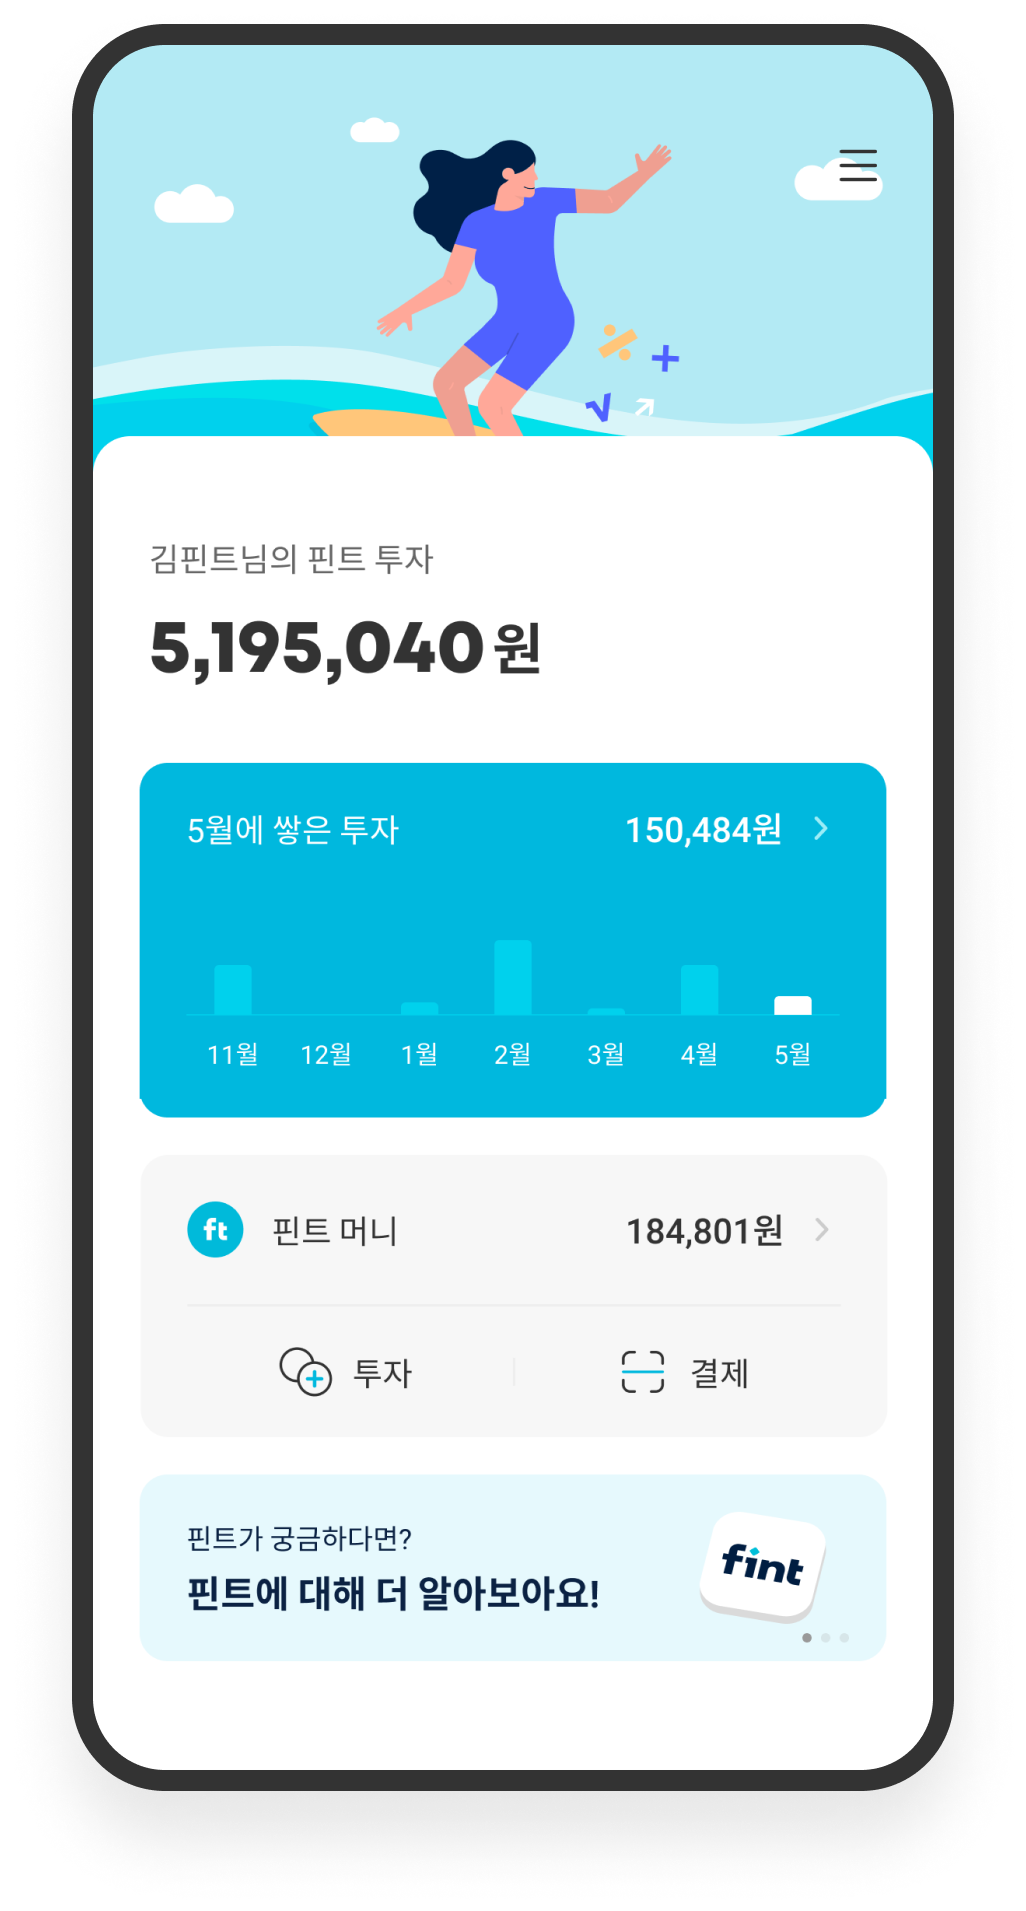 김핀트님의 핀트 투자
5,195,040원
5월에 쌓은 투자 150,484원
11월 12월 1월 2월 3월 4월 5월
ft 핀트 머니 184,801원
투자 결제
핀트가 궁금하다면?
핀트에 대해 더 알아보아요!
fint